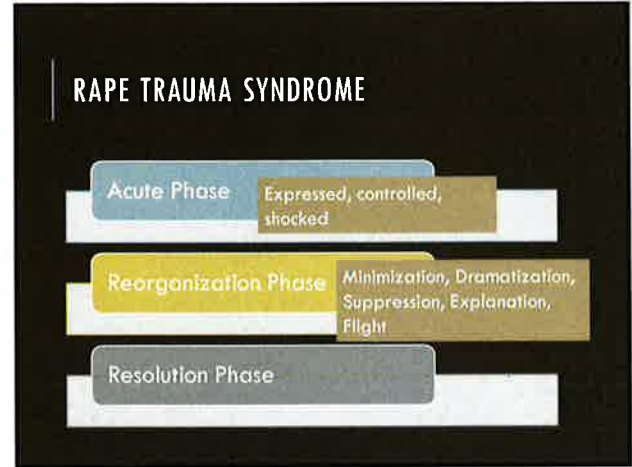 RAPE TRAUMA SYNDROME
Acute Phase
Expressed, controlled,
shocked
Reorganization Phase
Minimization, Dramatization,
Suppression, Explanation,
Flight
Resolution Phase